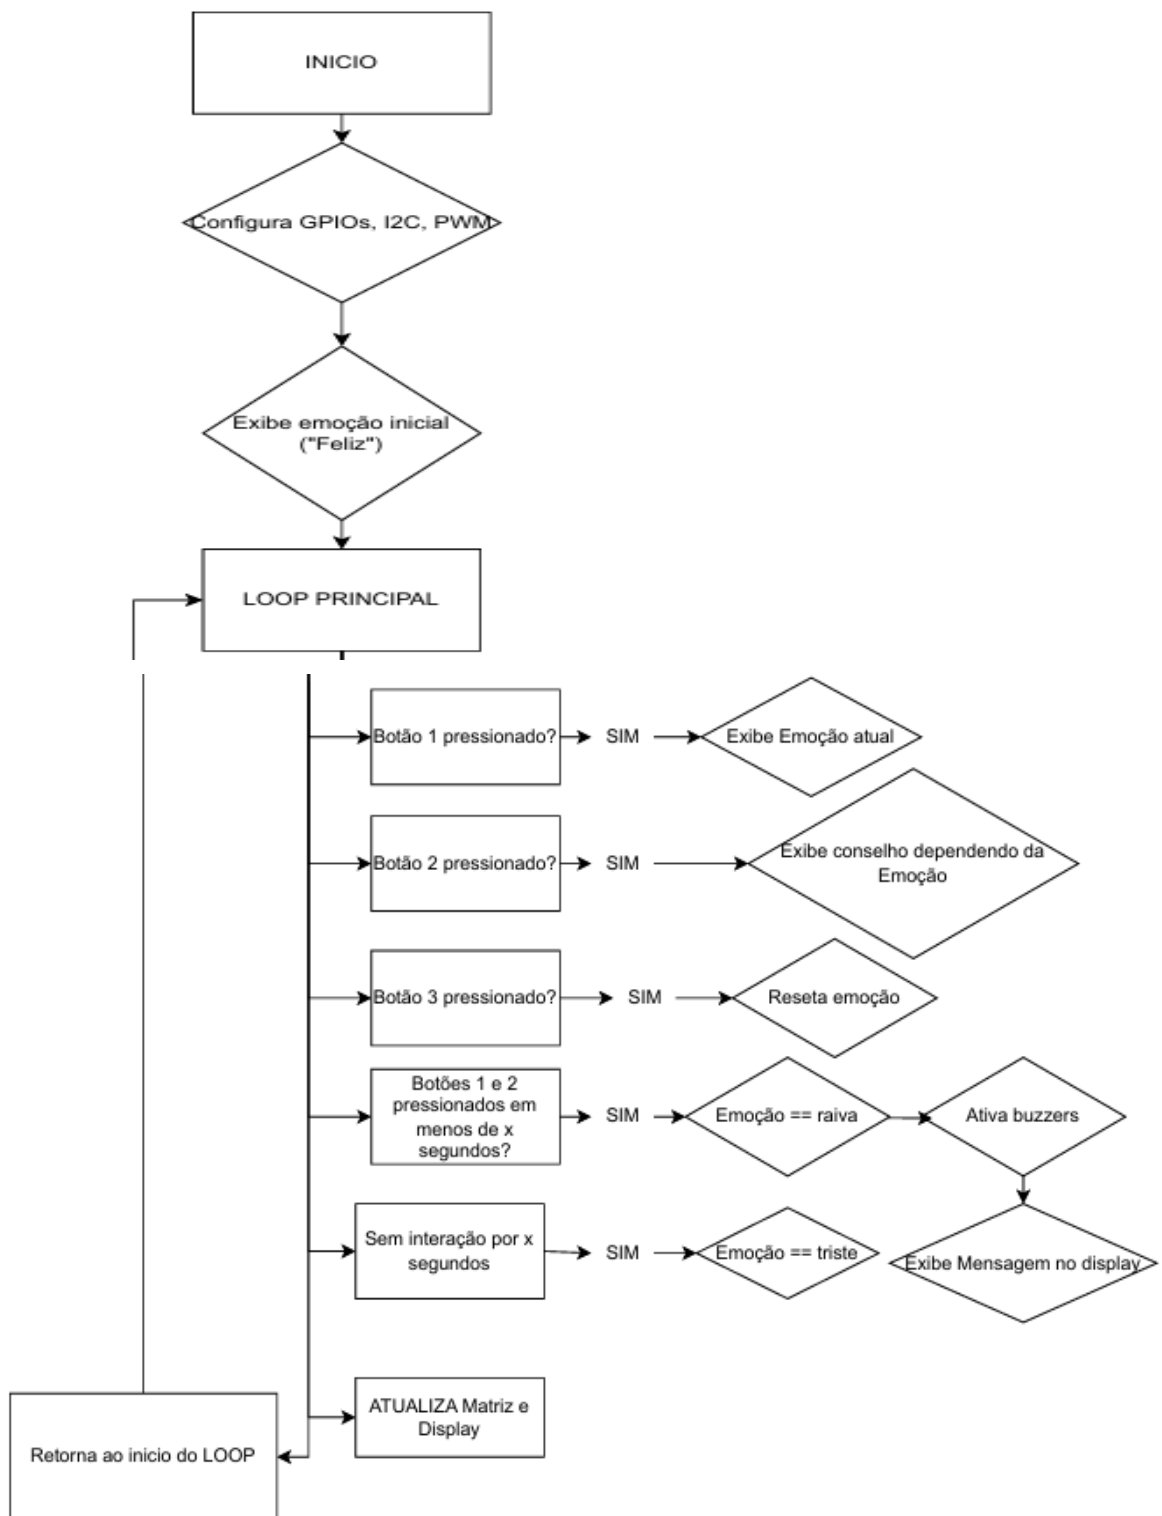 INICIO
Configura GPIOs, I2C, PWM
Exibe emoção inicial
("Feliz")
LOOP PRINCIPAL
Botão 1 pressionado?
SIM
Exibe Emoção atual
Botão 2 pressionado?
SIM
Exibe conselho dependendo da
Emoção
Botão 3 pressionado?
SIM
Reseta emoção
Botões 1 e 2
pressionados em
menos de x
segundos?
SIM
Emoção == raiva
Ativa buzzers
Sem interação por x
segundos
SIM
Emoção == triste
Exibe Mensagem no display
ATUALIZA Matriz e
Display
Retorna ao inicio do LOOP